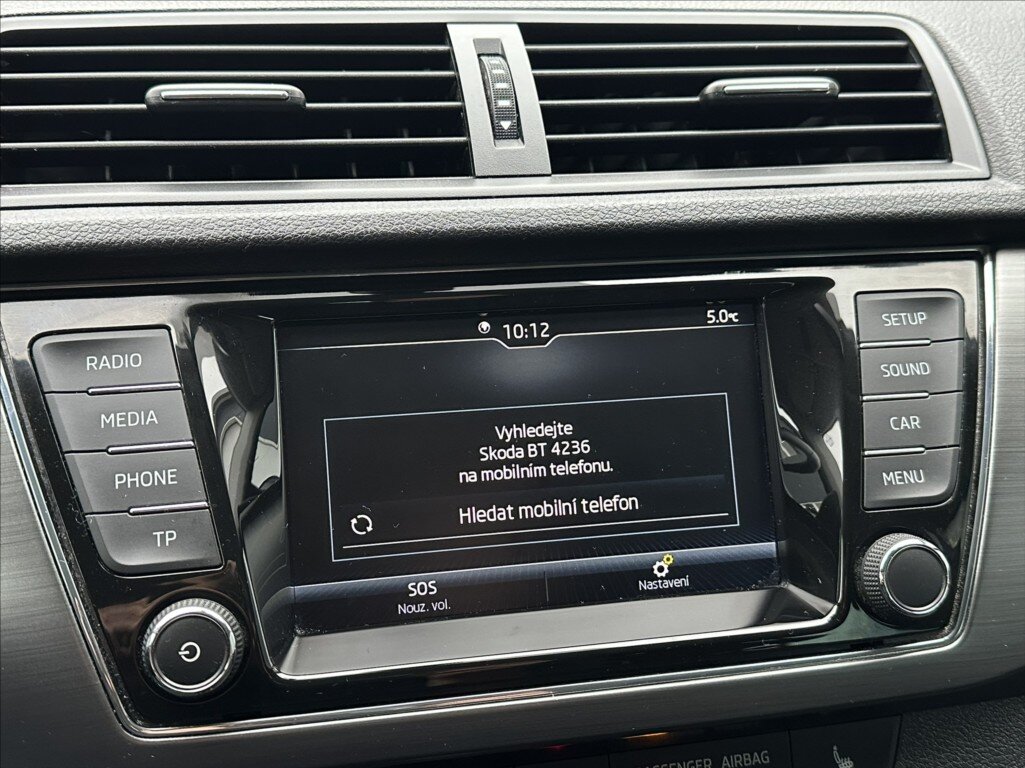 10:12
5.0°C
RADIO
MEDIA
PHONE
TP
Vyhledejte
Skoda BT 4236
na mobilním telefonu.
Hledat mobilní telefon
SOS
Nouz. vol.
Nastavení
SETUP
SOUND
CAR
MENU
AIRBAG